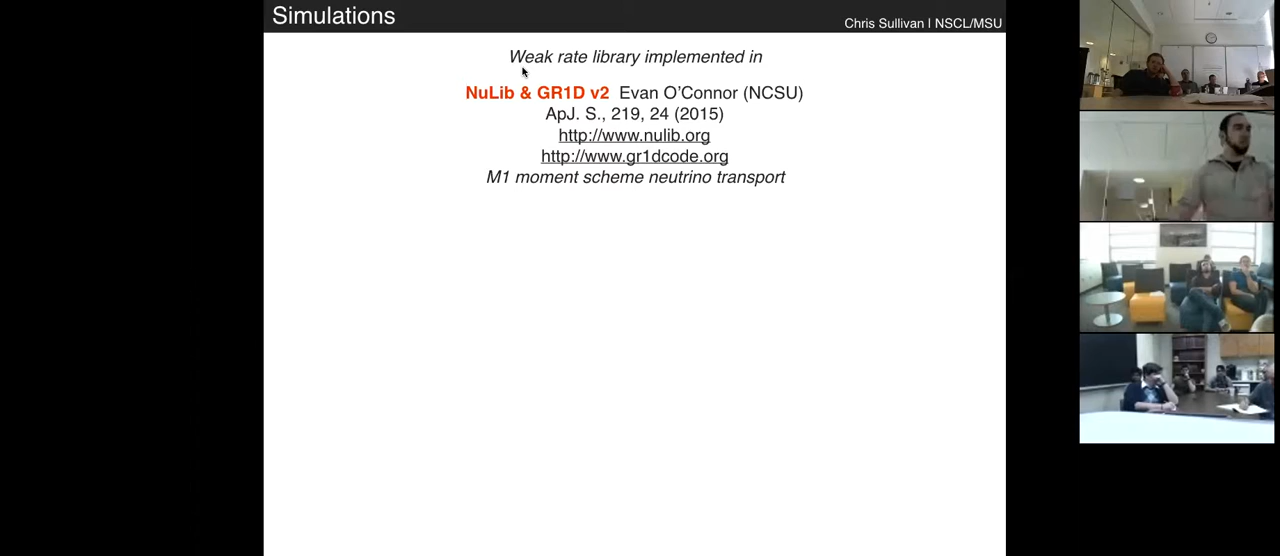 Simulations
Chris Sullivan | NSCL/MSU
Weak rate library implemented in
NuLib & GR1D v2 Evan O'Connor (NCSU)
ApJ. S., 219, 24 (2015)
http://www.nulib.org
http://www.gr1dcode.org
M1 moment scheme neutrino transport